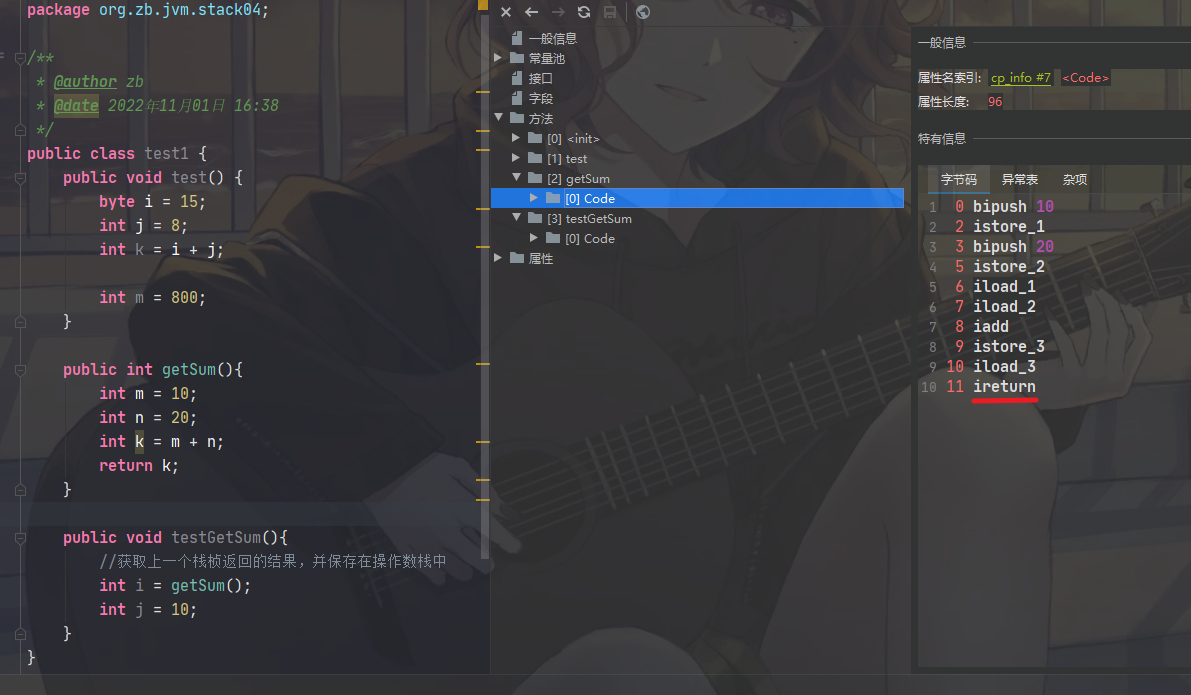 package org.zb.jvm.stack04;
/**
* @author zb
* @date 2022年11月01日 16:38
*/
public class test1 {
public void test() {
byte i = 15;
int j = 8;
int k = i + j;
int m = 800;
}
public int getSum(){
int m = 10;
int n = 20;
int k = m + n;
return k;
}
public void testGetSum(){
//获取上一个栈桢返回的结果，并保存在操作数栈中
int i = getSum();
int j = 10;
}
}
一般信息
常量池
接口
字段
方法
[0] <init>
[1] test
[2] getSum
[0] Code
[3] testGetSum
[0] Code
属性
一般信息
属性名索引: cp_info #7 <Code>
属性长度: 96
特有信息
字节码 异常表 杂项
1 0 bipush 10
2 2 istore_1
3 3 bipush 20
4 5 istore_2
5 6 iload_1
6 7 iload_2
7 8 iadd
8 9 istore_3
9 10 iload_3
10 11 ireturn